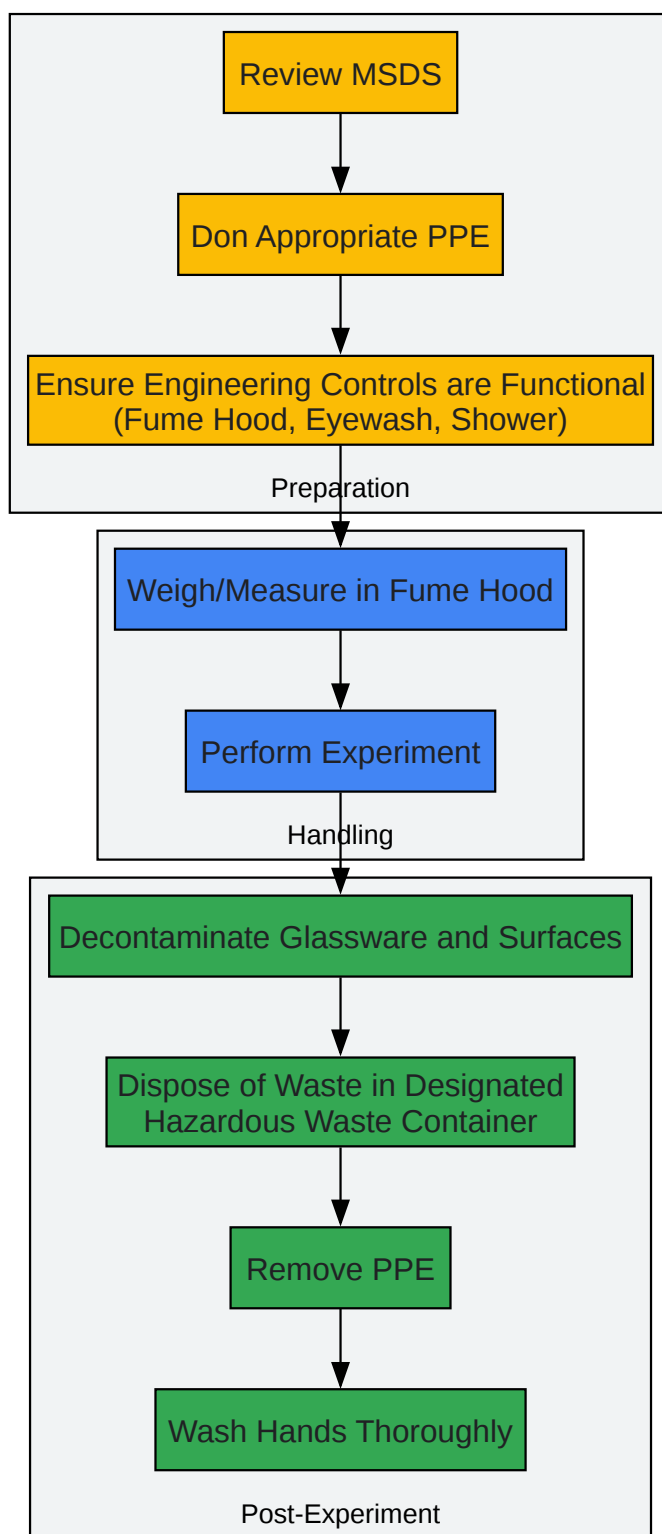 Review MSDS
Don Appropriate PPE
Ensure Engineering Controls are Functional
(Fume Hood, Eyewash, Shower)
Preparation
Weigh/Measure in Fume Hood
Perform Experiment
Handling
Decontaminate Glassware and Surfaces
Dispose of Waste in Designated
Hazardous Waste Container
Remove PPE
Wash Hands Thoroughly
Post-Experiment